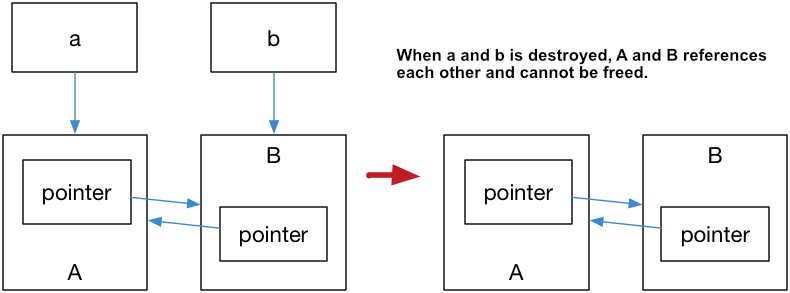 a
b
When a and b is destroyed, A and B references
each other and cannot be freed.
B
pointer
pointer
A
B
pointer
pointer
A